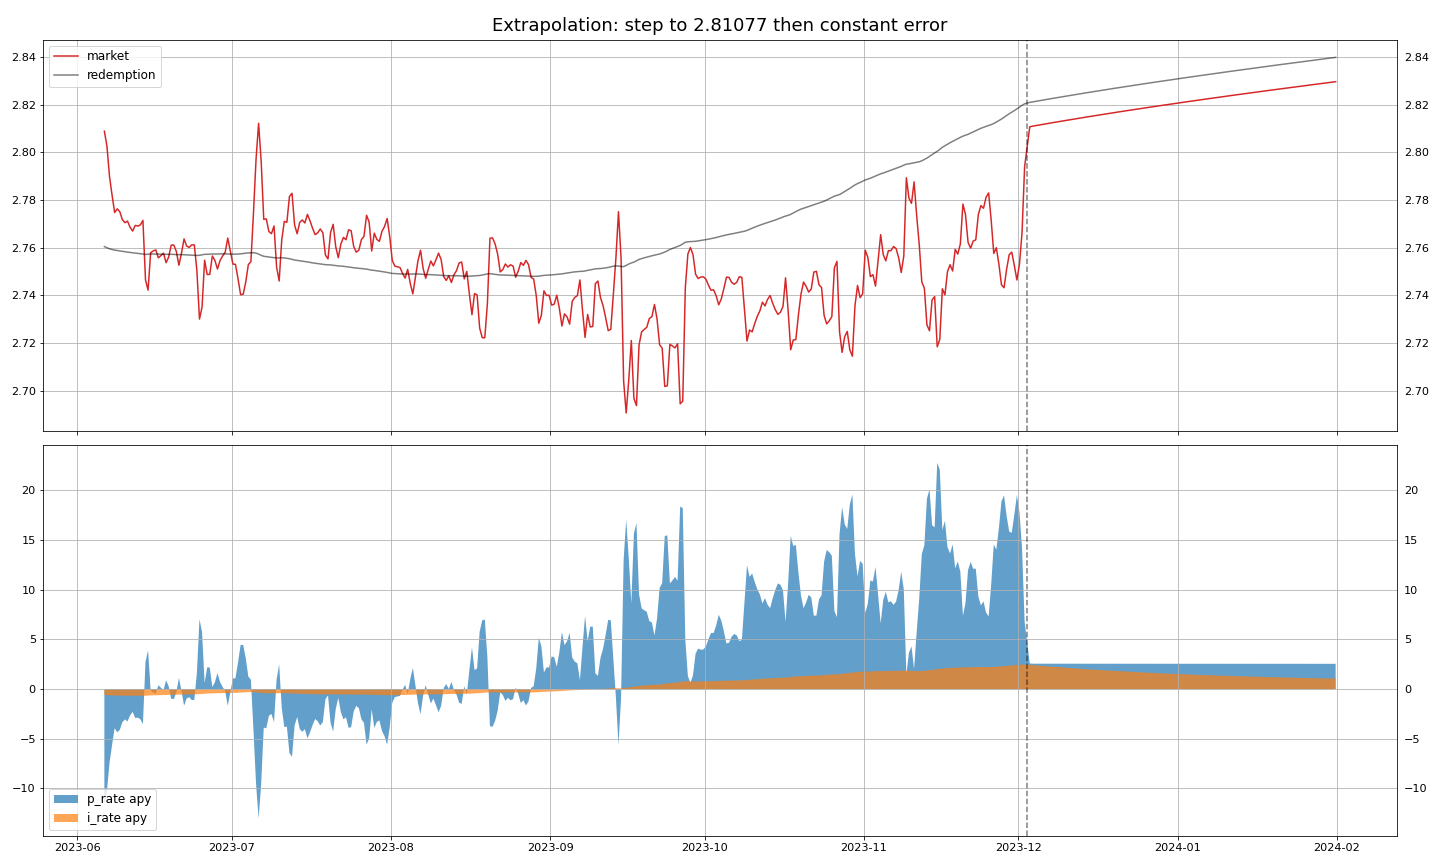 Extrapolation: step to 2.81077 then constant error
market
redemption
2.84 2.84
2.82 2.82
2.80 2.80
2.78 2.78
2.76 2.76
2.74 2.74
2.72 2.72
2.70 2.70
20 20
15 15
10 10
5 5
0 0
−5 −5
−10 −10
p_rate apy
i_rate apy
2023-06 2023-07 2023-08 2023-09 2023-10 2023-11 2023-12 2024-01 2024-02